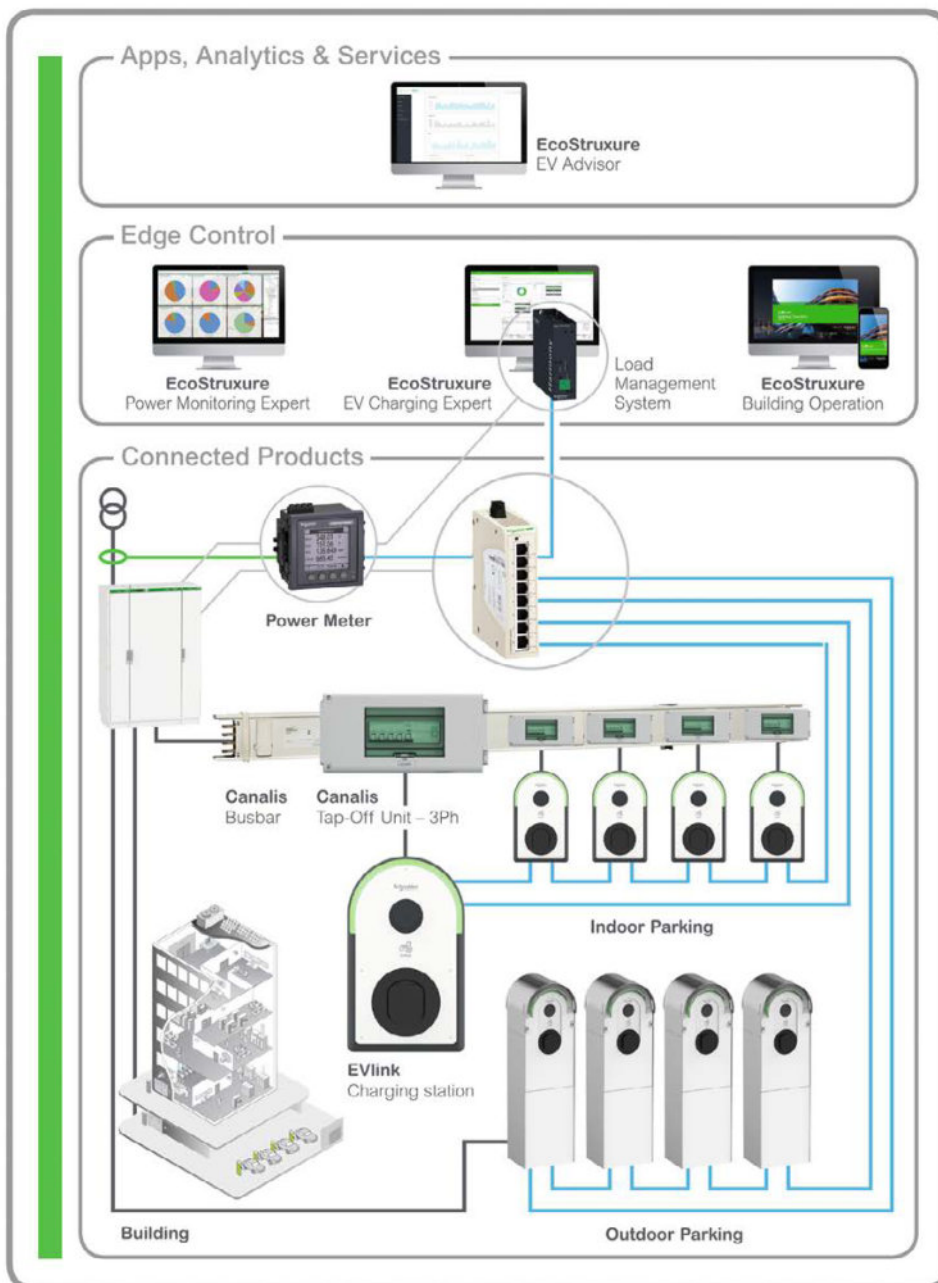 Apps, Analytics & Services
EcoStruxure
EV Advisor
Edge Control
EcoStruxure
Power Monitoring Expert
EcoStruxure
EV Charging Expert
Load
Management
System
EcoStruxure
Building Operation
Connected Products
Power Meter
Canalis
Busbar
Canalis
Tap-Off Unit – 3Ph
Indoor Parking
EVlink
Charging station
Building
Outdoor Parking